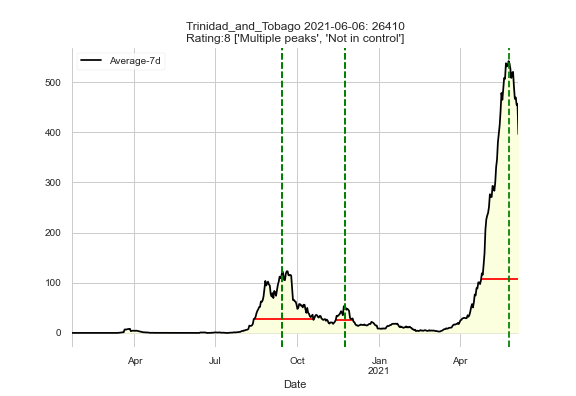 Trinidad_and_Tobago 2021-06-06: 26410
Rating:8 ['Multiple peaks', 'Not in control']
Average-7d
500
400
300
200
100
0
Apr Jul Oct Jan Apr
2021
Date